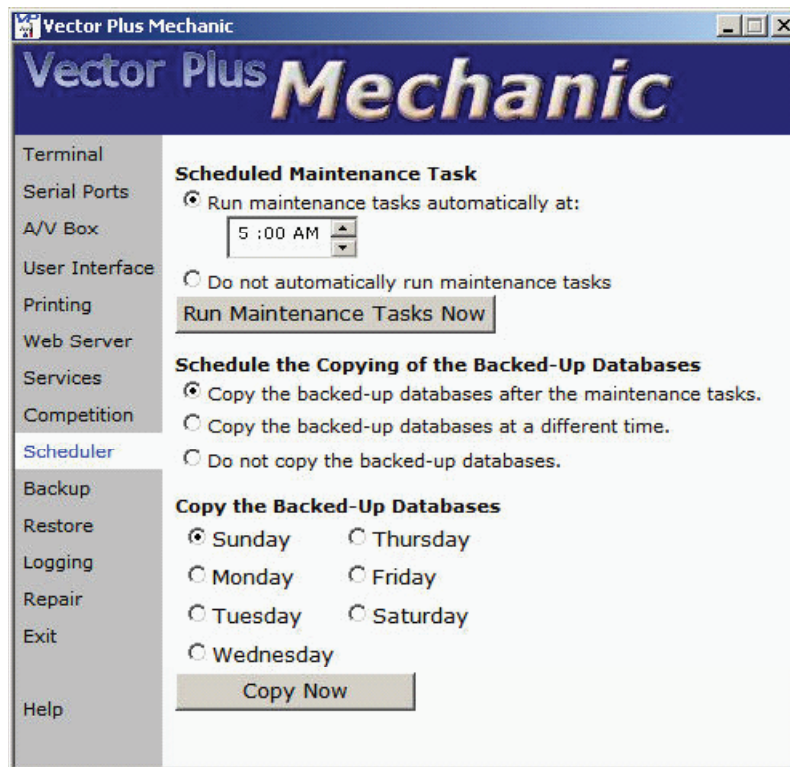 Vector Plus Mechanic
Vector Plus Mechanic
Terminal
Serial Ports
A/V Box
User Interface
Printing
Web Server
Services
Competition
Scheduler
Backup
Restore
Logging
Repair
Exit
Help
Scheduled Maintenance Task
Run maintenance tasks automatically at:
5 :00 AM
Do not automatically run maintenance tasks
Run Maintenance Tasks Now
Schedule the Copying of the Backed-Up Databases
Copy the backed-up databases after the maintenance tasks.
Copy the backed-up databases at a different time.
Do not copy the backed-up databases.
Copy the Backed-Up Databases
Sunday Thursday
Monday Friday
Tuesday Saturday
Wednesday
Copy Now